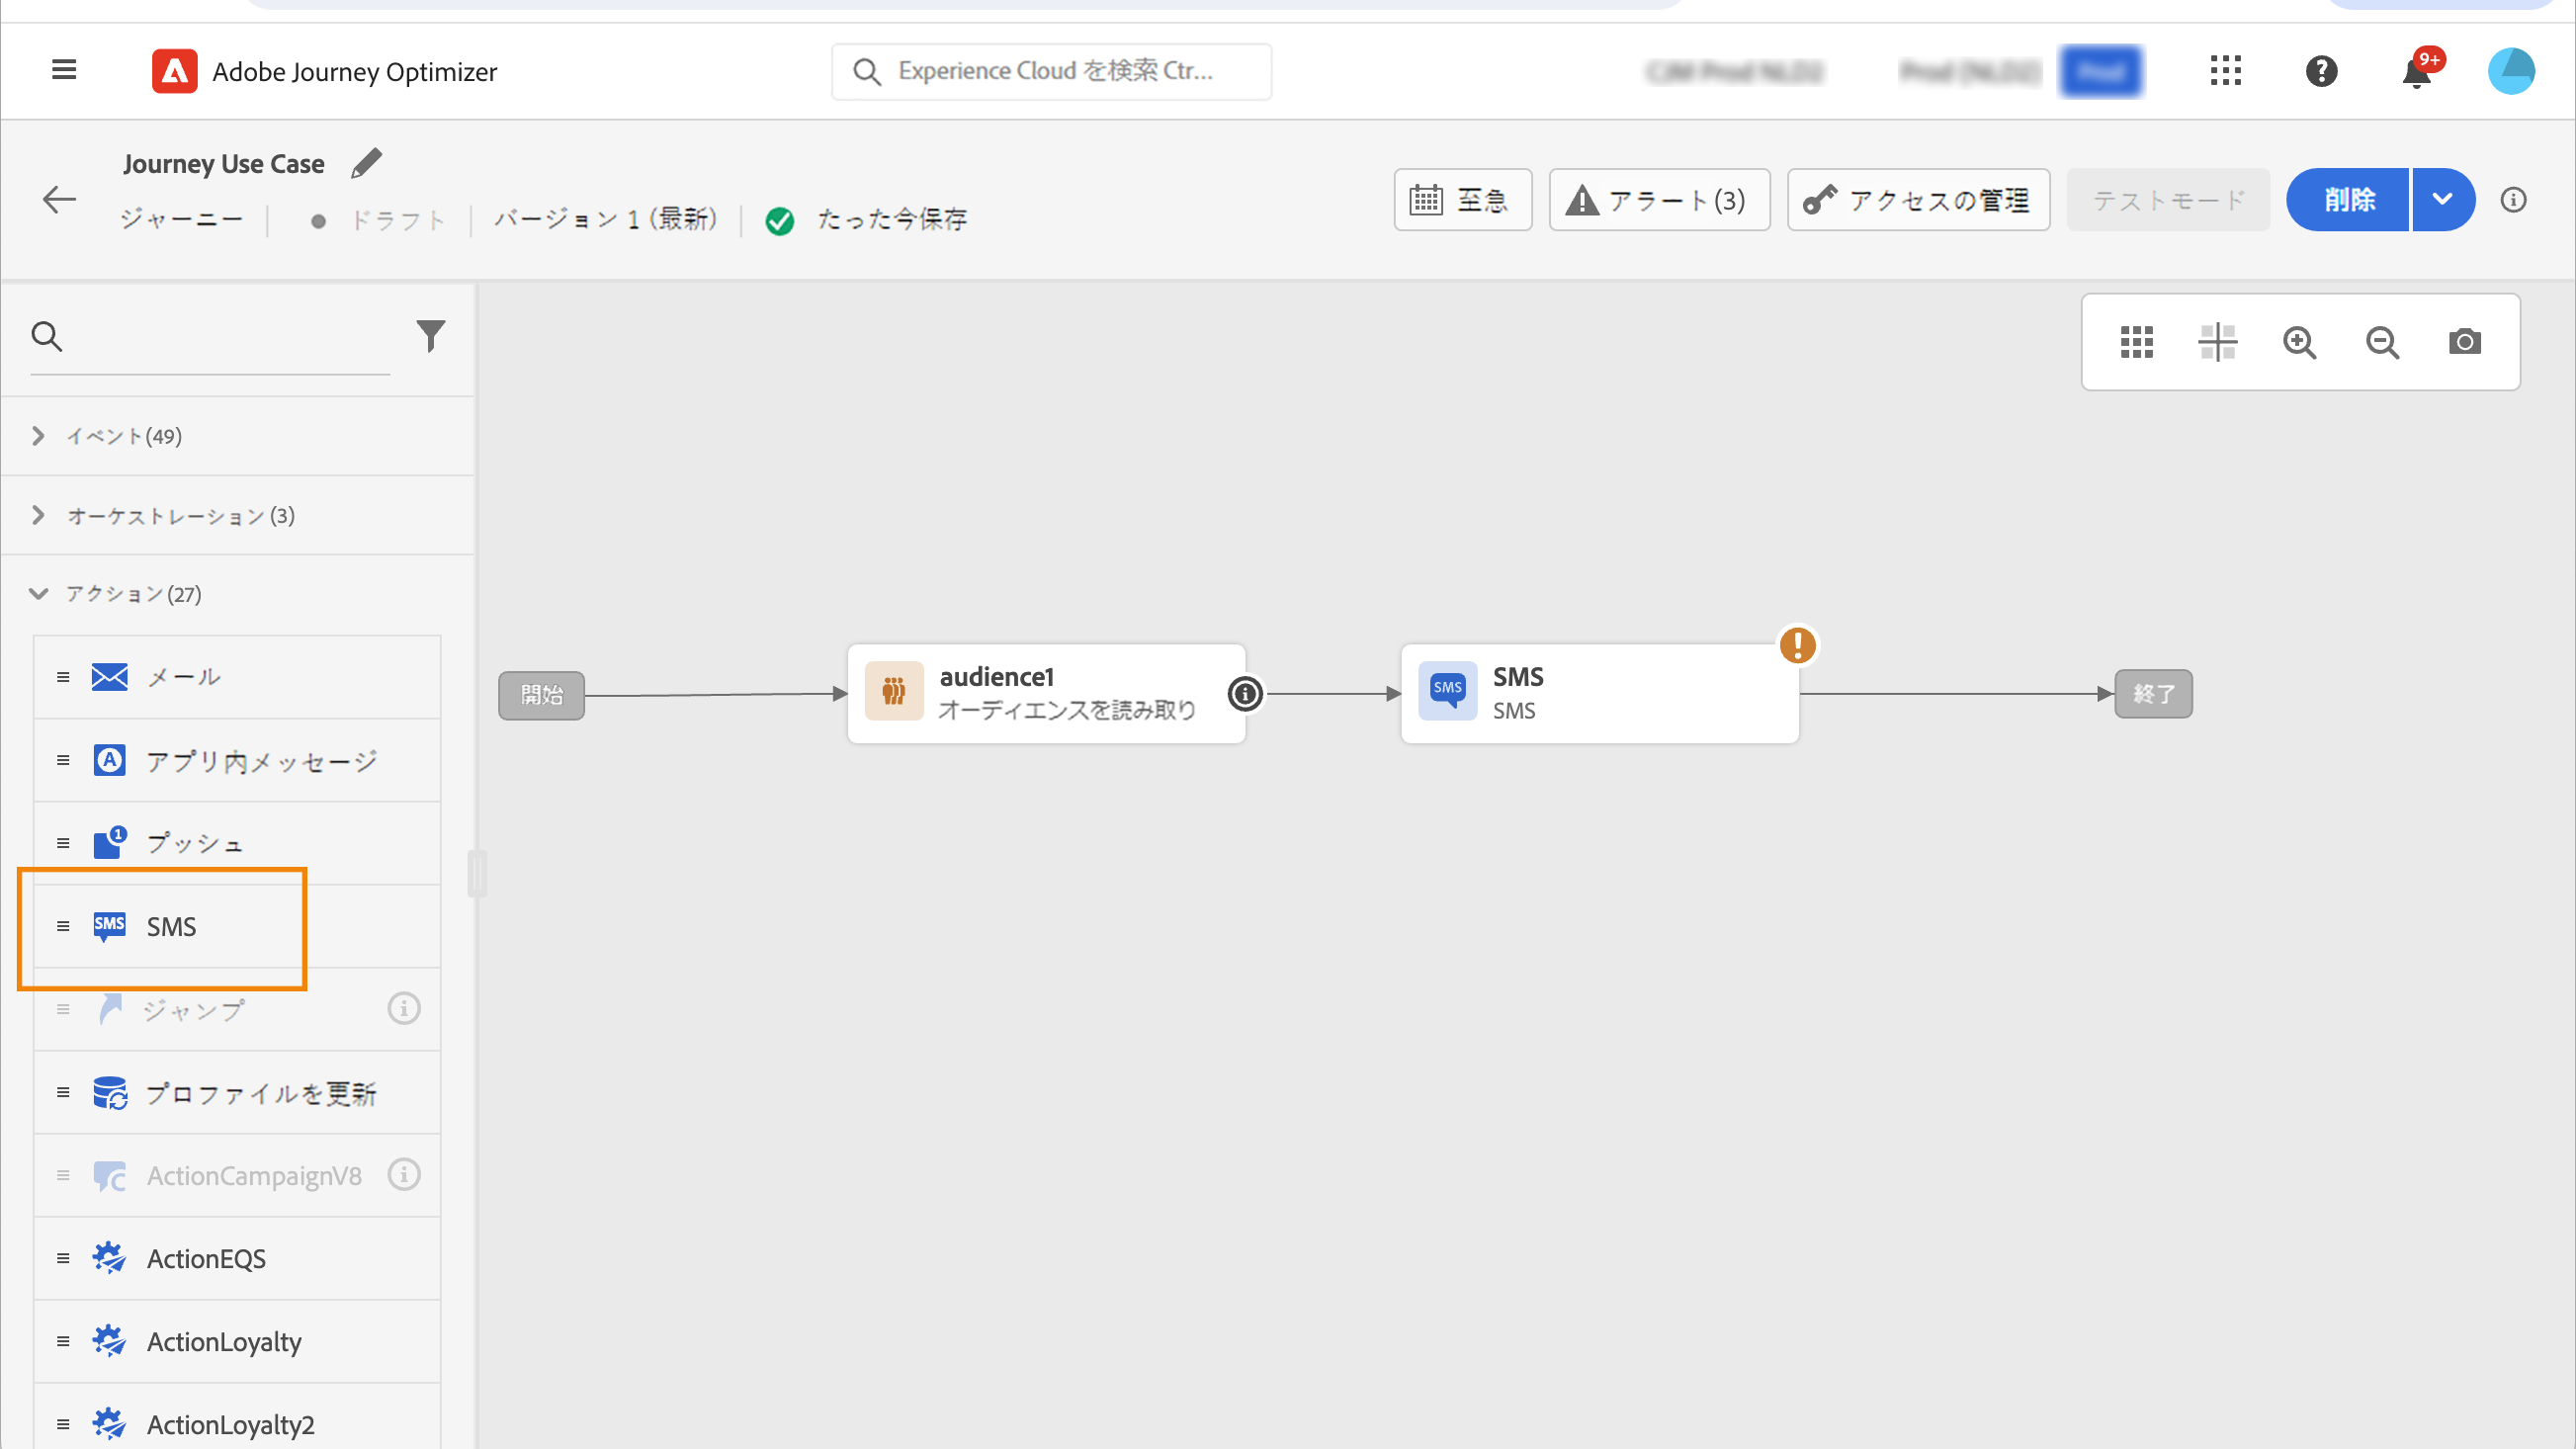 Adobe Journey Optimizer
Experience Cloud を検索 Ctr...
9+
Journey Use Case
ジャーニー
ドラフト
バージョン 1 (最新)
たった今保存
至急
アラート (3)
アクセスの管理
テストモード
削除
イベント (49)
オーケストレーション (3)
アクション (27)
メール
アプリ内メッセージ
1
プッシュ
SMS
SMS
ジャンプ
プロファイルを更新
ActionCampaignV8
ActionEQS
ActionLoyalty
ActionLoyalty2
開始
audience1
オーディエンスを読み取り
SMS
SMS
SMS
終了